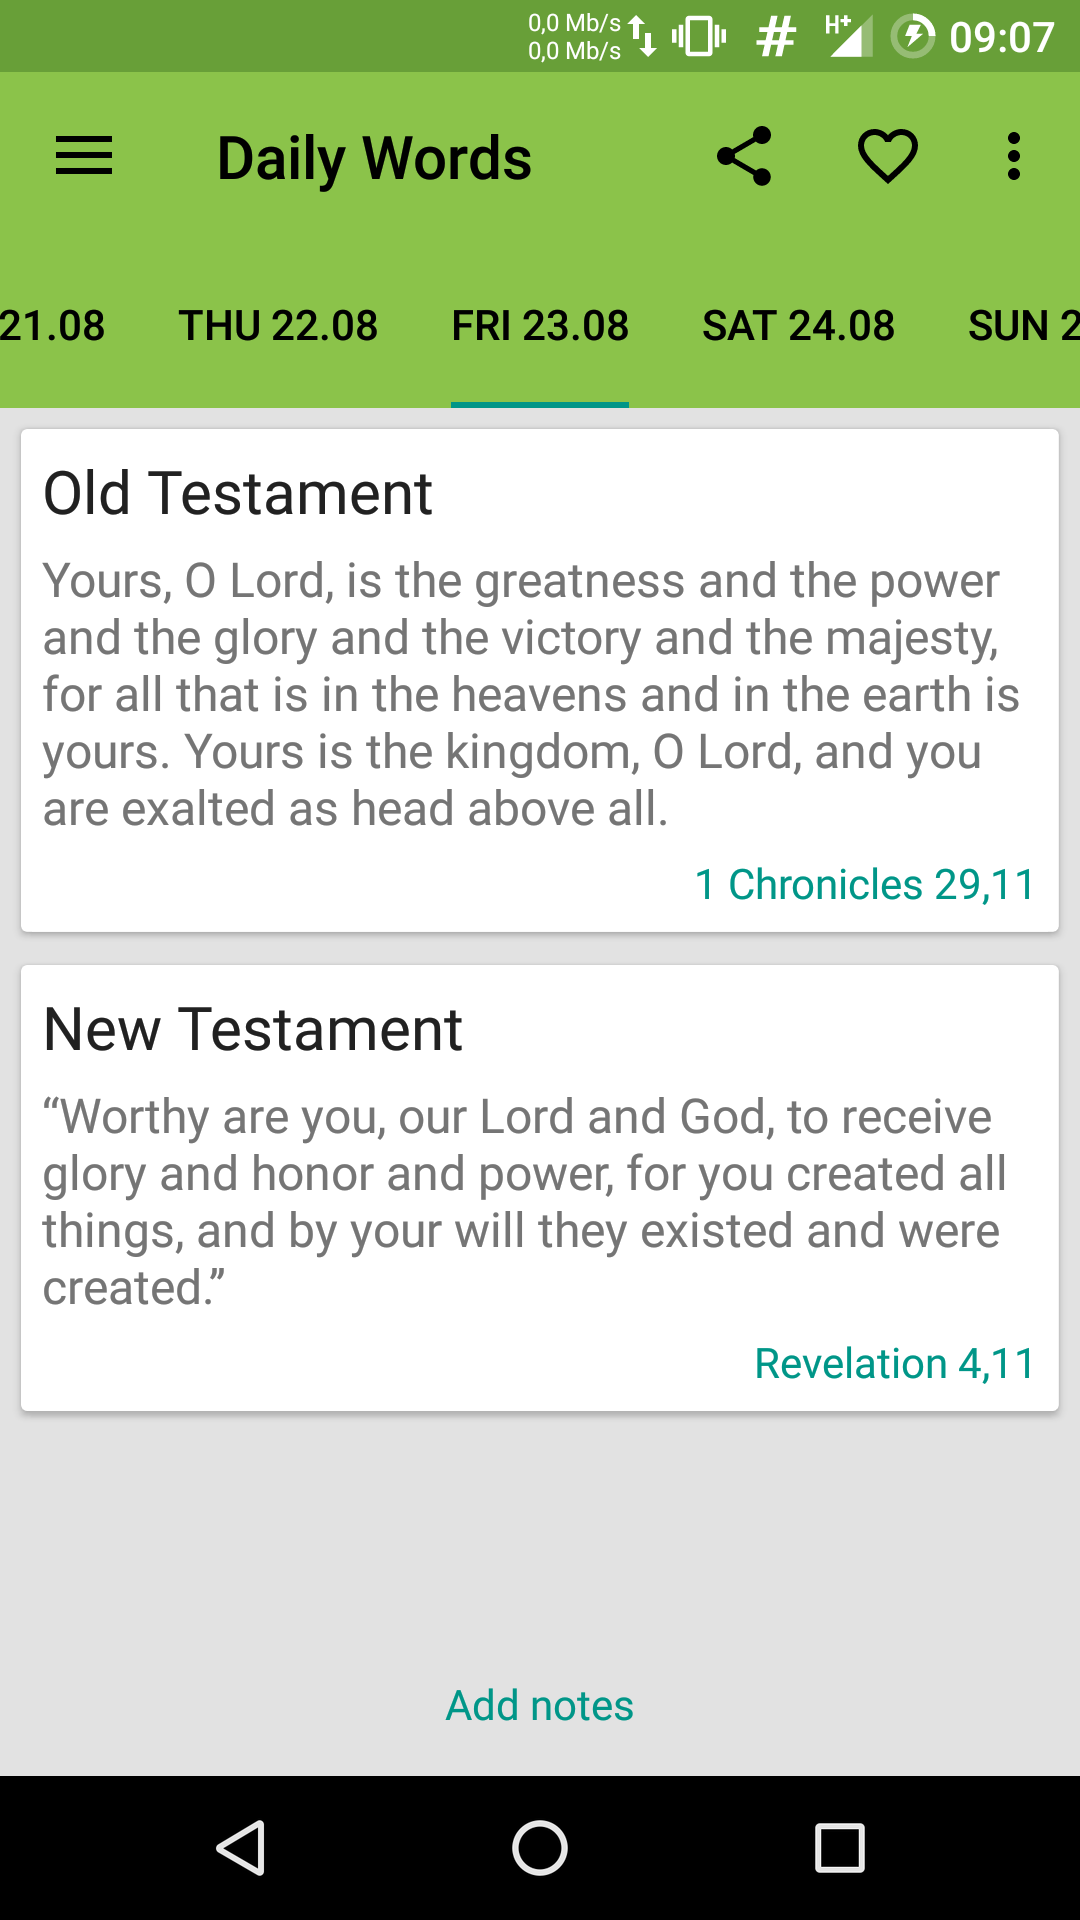 0,0 Mb/s
0,0 Mb/s
H+
09:07
Daily Words
21.08 THU 22.08 FRI 23.08 SAT 24.08 SUN 2
Old Testament
Yours, O Lord, is the greatness and the power
and the glory and the victory and the majesty,
for all that is in the heavens and in the earth is
yours. Yours is the kingdom, O Lord, and you
are exalted as head above all.
1 Chronicles 29,11
New Testament
“Worthy are you, our Lord and God, to receive
glory and honor and power, for you created all
things, and by your will they existed and were
created.”
Revelation 4,11
Add notes